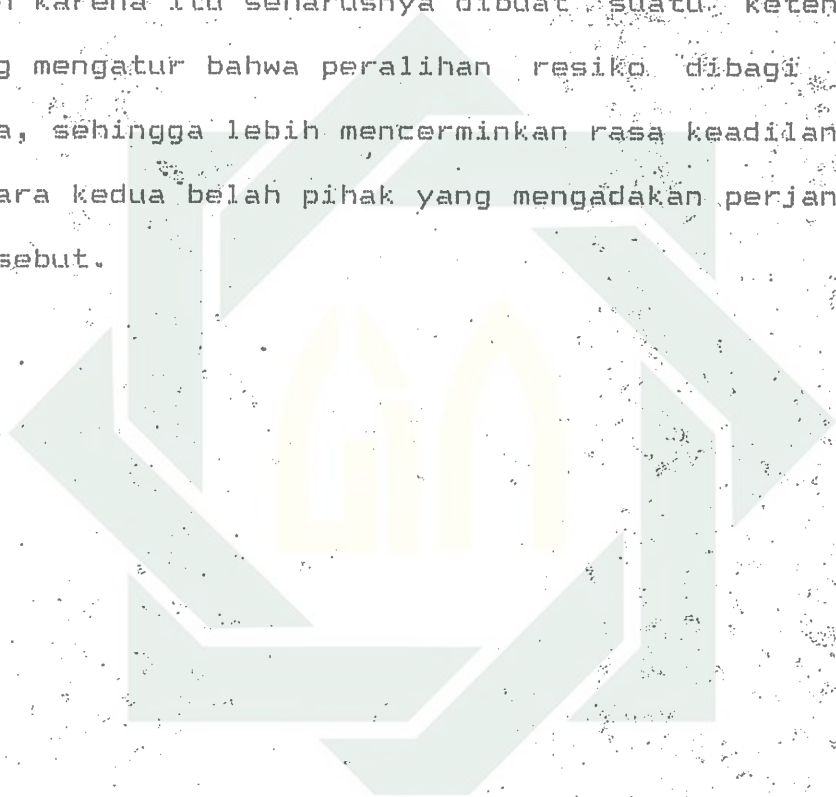 karena itu seharusnya dibuat suatu keten
g mengatur bahwa peralihan resiko dibagi
a, sehingga lebih mencerminkan rasa keadilan
ara kedua belah pihak yang mengadakan perjan
sebut.